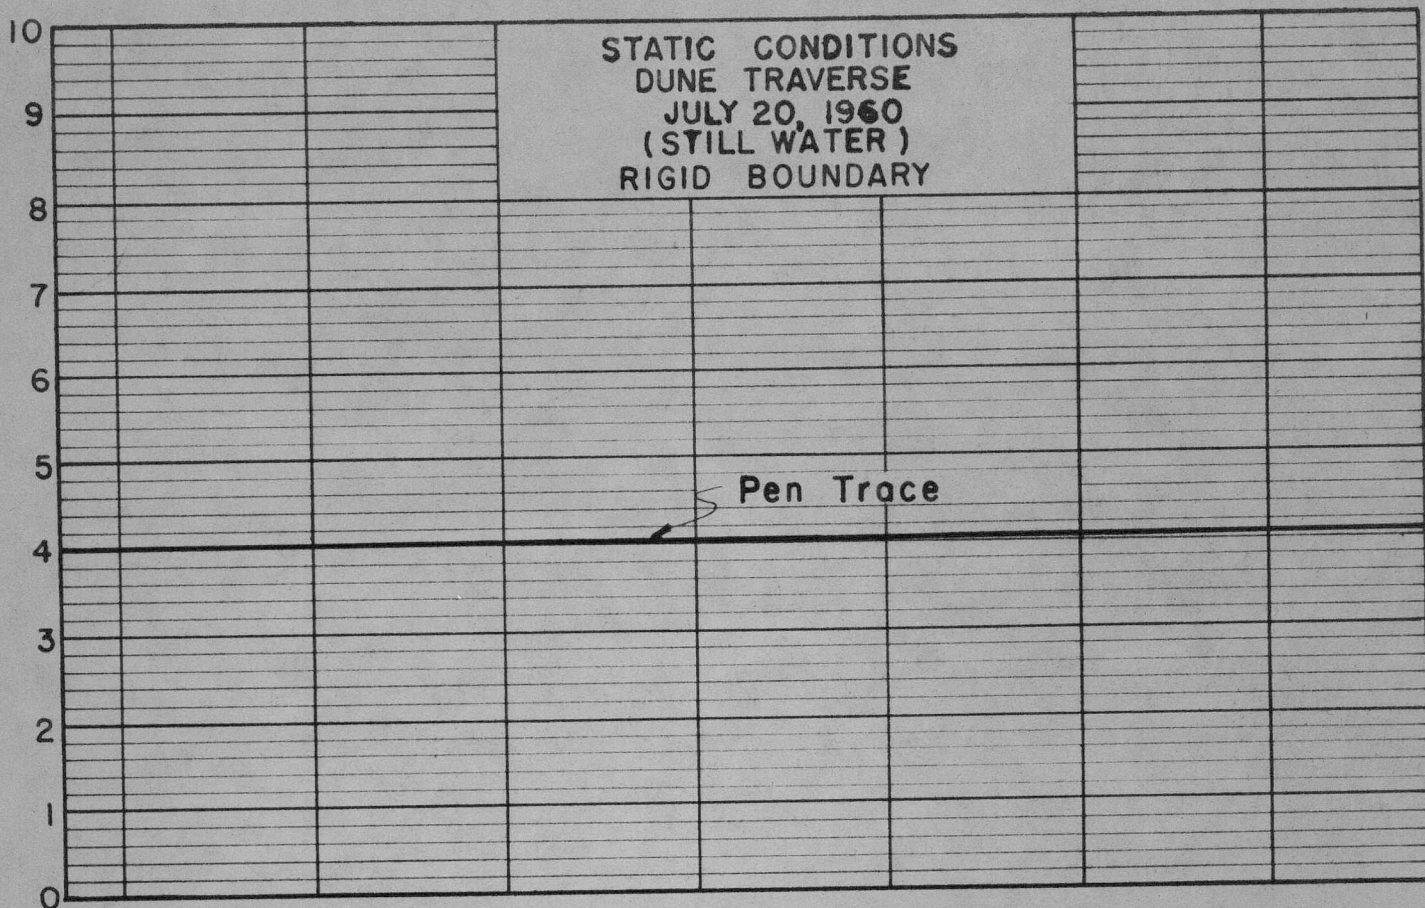 STATIC CONDITIONS
DUNE TRAVERSE
JULY 20, 1960
(STILL WATER)
RIGID BOUNDARY
10
9
8
7
6
5
Pen Trace
4
3
2
1
0